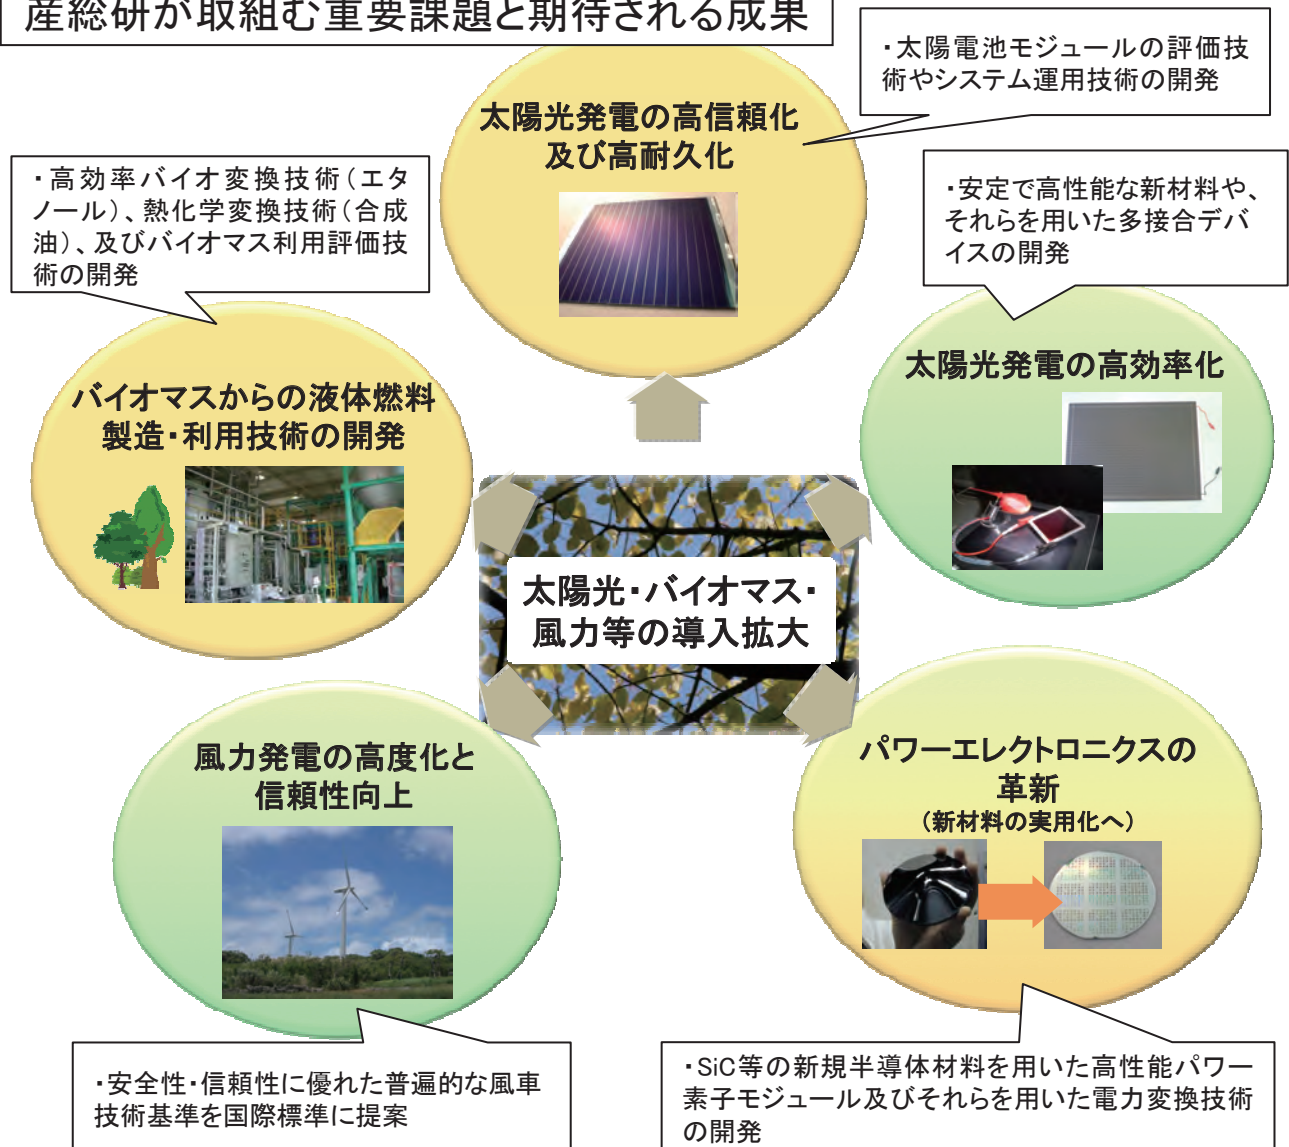 産総研が取組む重要課題と期待される成果
・太陽電池モジュールの評価技
術やシステム運用技術の開発
太陽光発電の高信頼化
及び高耐久化
・高効率バイオ変換技術（エタ
ノール）、熱化学変換技術（合成
油）、及びバイオマス利用評価技
術の開発
・安定で高性能な新材料や、
それらを用いた多接合デバ
イスの開発
バイオマスからの液体燃料
製造・利用技術の開発
太陽光発電の高効率化
太陽光・バイオマス・
風力等の導入拡大
風力発電の高度化と
信頼性向上
パワーエレクトロニクスの
革新
（新材料の実用化へ）
・安全性・信頼性に優れた普遍的な風車
技術基準を国際標準に提案
・SiC等の新規半導体材料を用いた高性能パワー
素子モジュール及びそれらを用いた電力変換技術
の開発